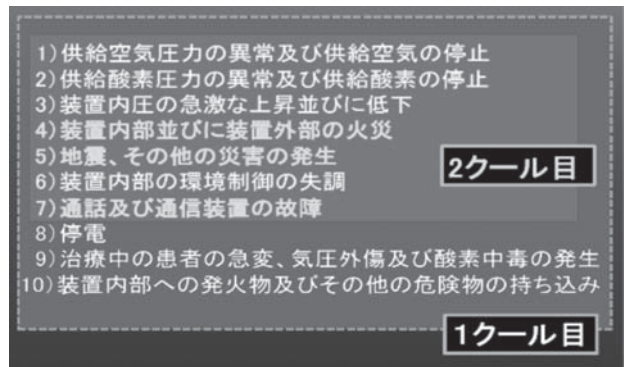 1)供給空気圧力の異常及び供給空気の停止
2)供給酸素圧力の異常及び供給酸素の停止
3)装置内圧の急激な上昇並びに低下
4)装置内部並びに装置外部の火災
5)地震、その他の災害の発生
6)装置内部の環境制御の失調
2クール目
7)通話及び通信装置の故障
8)停電
9)治療中の患者の急変、気圧外傷及び酸素中毒の発生
10)装置内部への発火物及びその他の危険物の持ち込み
1クール目